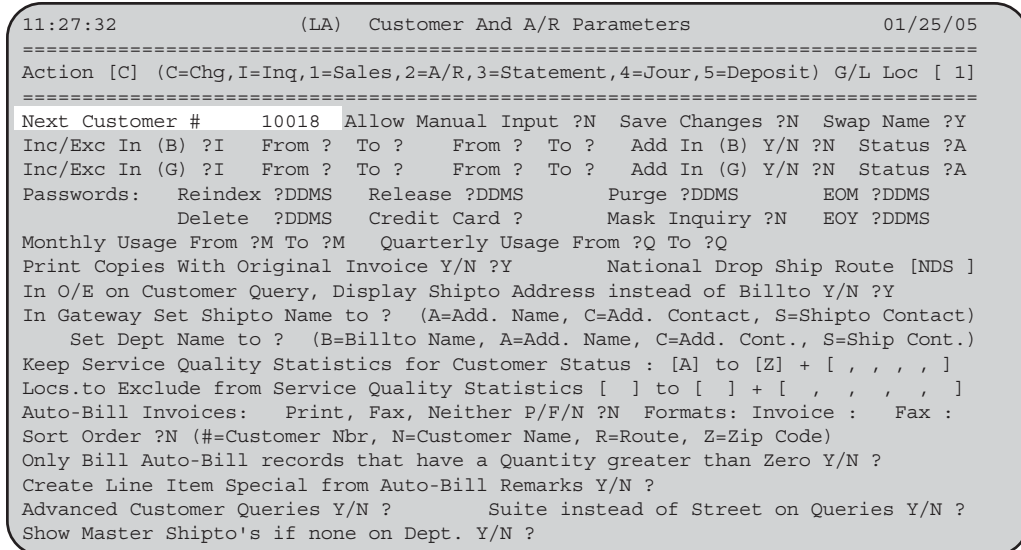 11:27:32 (LA) Customer And A/R Parameters 01/25/05
==================================================================================
Action [C] (C=Chg,I=Inq,1=Sales,2=A/R,3=Statement,4=Jour,5=Deposit) G/L Loc [ 1]
==================================================================================
Next Customer # 10018 Allow Manual Input ?N Save Changes ?N Swap Name ?Y
Inc/Exc In (B) ?I From ? To ? From ? To ? Add In (B) Y/N ?N Status ?A
Inc/Exc In (G) ?I From ? To ? From ? To ? Add In (G) Y/N ?N Status ?A
Passwords: Reindex ?DDMS Release ?DDMS Purge ?DDMS EOM ?DDMS
Delete ?DDMS Credit Card ? Mask Inquiry ?N EOY ?DDMS
Monthly Usage From ?M To ?M Quarterly Usage From ?Q To ?Q
Print Copies With Original Invoice Y/N ?Y National Drop Ship Route [NDS ]
In O/E on Customer Query, Display Shipto Address instead of Billto Y/N ?Y
In Gateway Set Shipto Name to ? (A=Add. Name, C=Add. Contact, S=Shipto Contact)
Set Dept Name to ? (B=Billto Name, A=Add. Name, C=Add. Cont., S=Ship Cont.)
Keep Service Quality Statistics for Customer Status : [A] to [Z] + [ , , , , ]
Locs.to Exclude from Service Quality Statistics [ ] to [ ] + [ , , , , ]
Auto-Bill Invoices: Print, Fax, Neither P/F/N ?N Formats: Invoice : Fax :
Sort Order ?N (#=Customer Nbr, N=Customer Name, R=Route, Z=Zip Code)
Only Bill Auto-Bill records that have a Quantity greater than Zero Y/N ?
Create Line Item Special from Auto-Bill Remarks Y/N ?
Advanced Customer Queries Y/N ? Suite instead of Street on Queries Y/N ?
Show Master Shipto's if none on Dept. Y/N ?